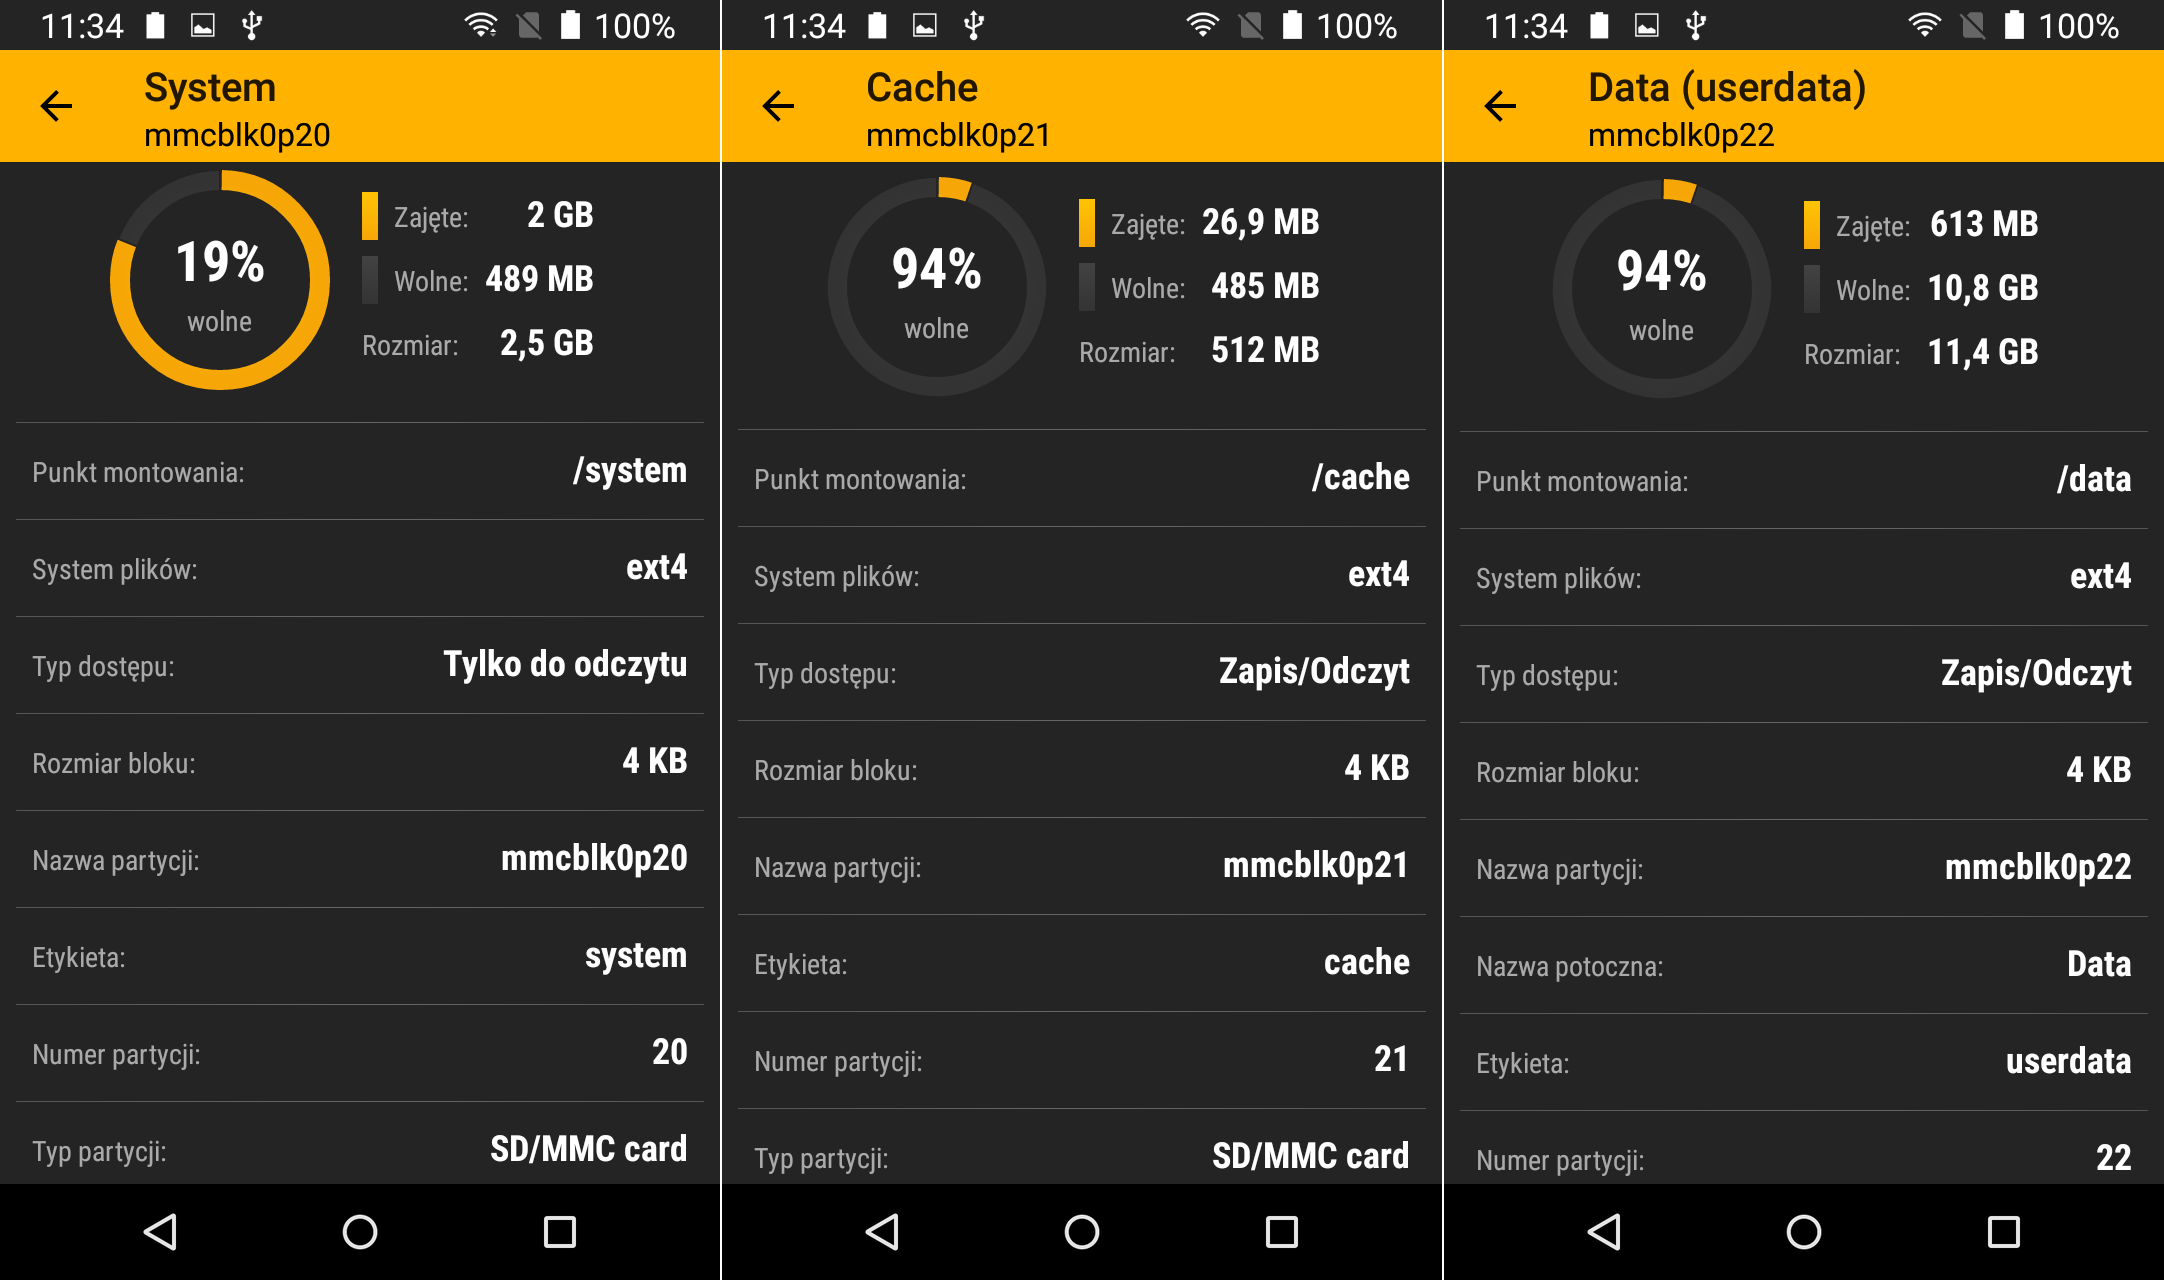 11:34 100%
System
mmcblk0p20
19%
wolne
Zajęte: 2 GB
Wolne: 489 MB
Rozmiar: 2,5 GB
Punkt montowania: /system
System plików: ext4
Typ dostępu: Tylko do odczytu
Rozmiar bloku: 4 KB
Nazwa partycji: mmcblk0p20
Etykieta: system
Numer partycji: 20
Typ partycji: SD/MMC card
11:34 100%
Cache
mmcblk0p21
94%
wolne
Zajęte: 26,9 MB
Wolne: 485 MB
Rozmiar: 512 MB
Punkt montowania: /cache
System plików: ext4
Typ dostępu: Zapis/Odczyt
Rozmiar bloku: 4 KB
Nazwa partycji: mmcblk0p21
Etykieta: cache
Numer partycji: 21
Typ partycji: SD/MMC card
11:34 100%
Data (userdata)
mmcblk0p22
94%
wolne
Zajęte: 613 MB
Wolne: 10,8 GB
Rozmiar: 11,4 GB
Punkt montowania: /data
System plików: ext4
Typ dostępu: Zapis/Odczyt
Rozmiar bloku: 4 KB
Nazwa partycji: mmcblk0p22
Nazwa potoczna: Data
Etykieta: userdata
Numer partycji: 22